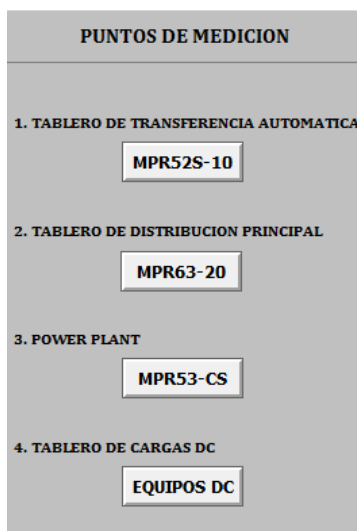 PUNTOS DE MEDICION
1. TABLERO DE TRANSFERENCIA AUTOMATICA
MPR52S-10
2. TABLERO DE DISTRIBUCION PRINCIPAL
MPR63-20
3. POWER PLANT
MPR53-CS
4. TABLERO DE CARGAS DC
EQUIPOS DC